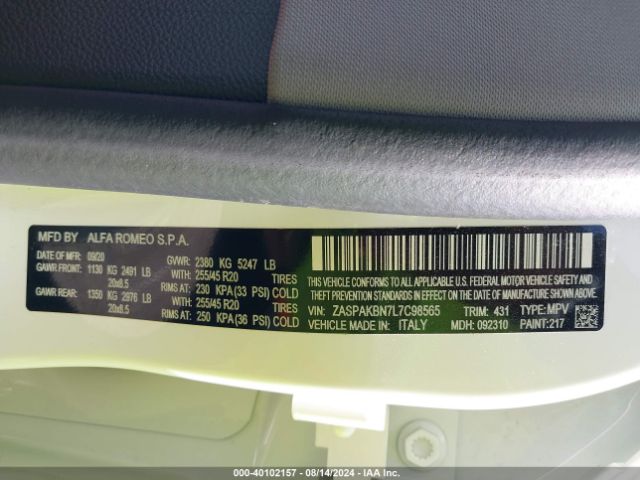 MFD BY ALFA ROMEO S.P.A.
DATE OF MFR: 09/20 GVWR: 2380 KG 5247 LB
GAWR FRONT: 1130 KG 2491 LB WITH: 255/45 R20 TIRES
20x8.5 RIMS AT: 230 KPA (33 PSI) COLD
GAWR REAR: 1350 KG 2976 LB WITH: 255/45 R20 TIRES
20x8.5 RIMS AT: 250 KPA (36 PSI) COLD
THIS VEHICLE CONFORMS TO ALL APPLICABLE U.S.A. FEDERAL MOTOR VEHICLE SAFETY AND
THEFT PREVENTION STANDARDS IN EFFECT ON THE DATE OF MANUFACTURE SHOWN ABOVE.
VIN: ZASPAKBN7L7C98565 TRIM: 431 TYPE: MPV
VEHICLE MADE IN: ITALY MDH: 092310 PAINT: 217
000-40102157 - 08/14/2024 - IAA Inc.